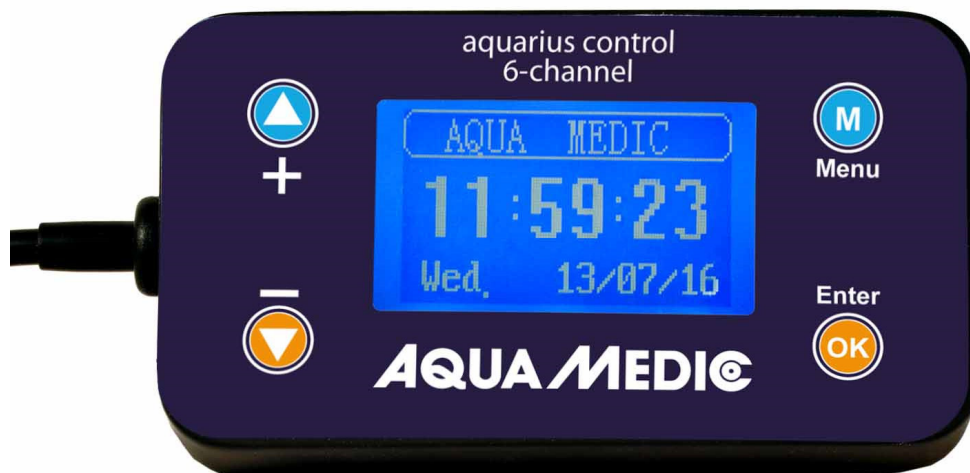 aquarius control
6-channel
AQUA MEDIC
11:59:23
Wed. 13/07/16
+
M
Menu
−
Enter
OK
AQUA MEDIC